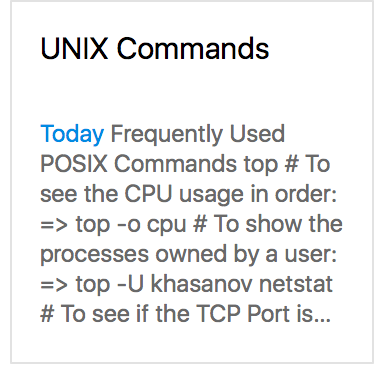 UNIX Commands
Today Frequently Used
POSIX Commands top # To
see the CPU usage in order:
=> top -o cpu # To show the
processes owned by a user:
=> top -U khasanov netstat
# To see if the TCP Port is...